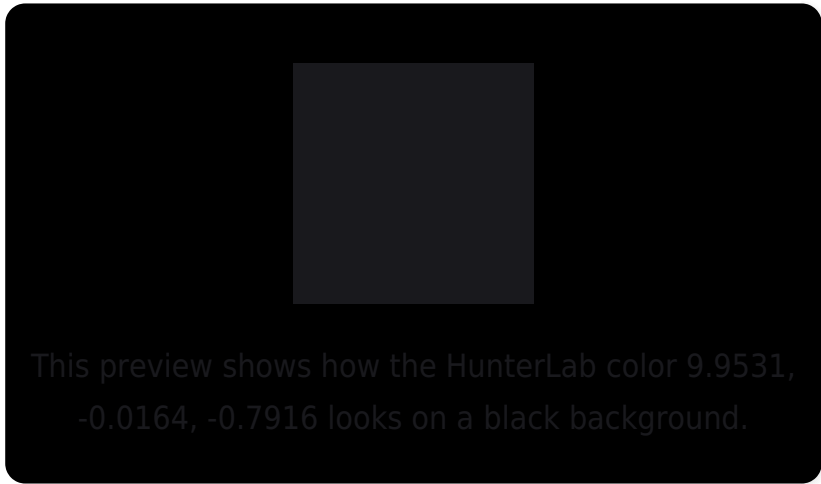 This preview shows how the HunterLab color 9.9531,
-0.0164, -0.7916 looks on a black background.